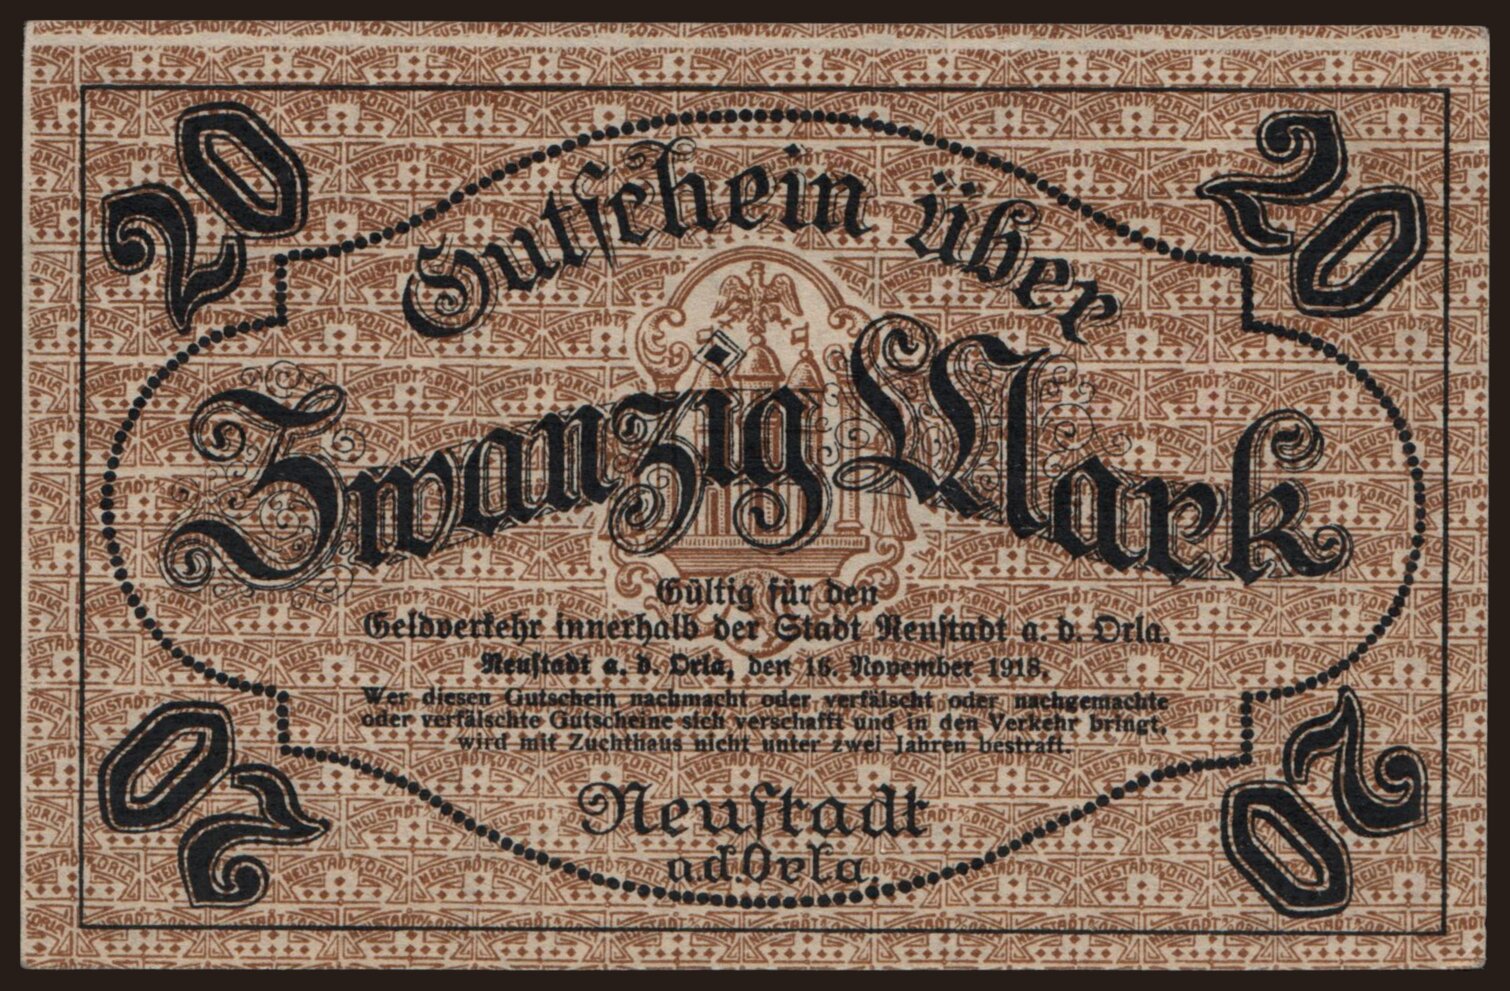 20
20
Gutschein über
Zwanzig Mark
Gültig für den
Geldverkehr innerhalb der Stadt Neustadt a. d. Orla.
Neustadt a. d. Orla, den 16. November 1918.
Wer diesen Gutschein nachmacht oder verfälscht oder nachgemachte
oder verfälschte Gutscheine sich verschafft und in den Verkehr bringt,
wird mit Zuchthaus nicht unter zwei Jahren bestraft.
20
20
Neustadt
a.d.Orla.